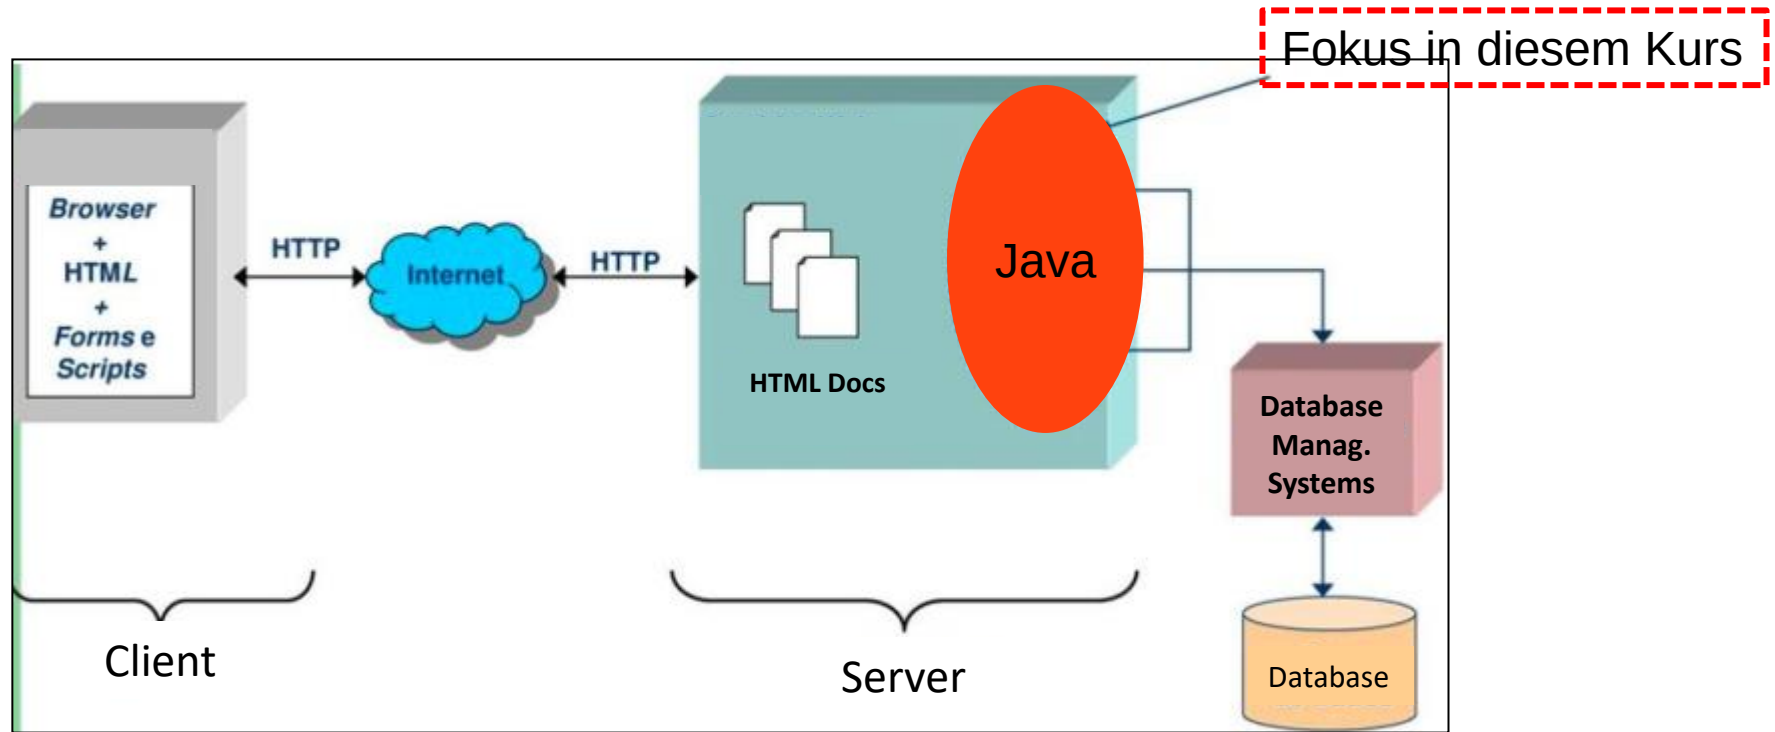 Fokus in diesem Kurs
Browser
+
HTML
+
Forms e
Scripts
HTTP
Internet
HTTP
HTML Docs
Java
Database
Manag.
Systems
Database
Client
Server